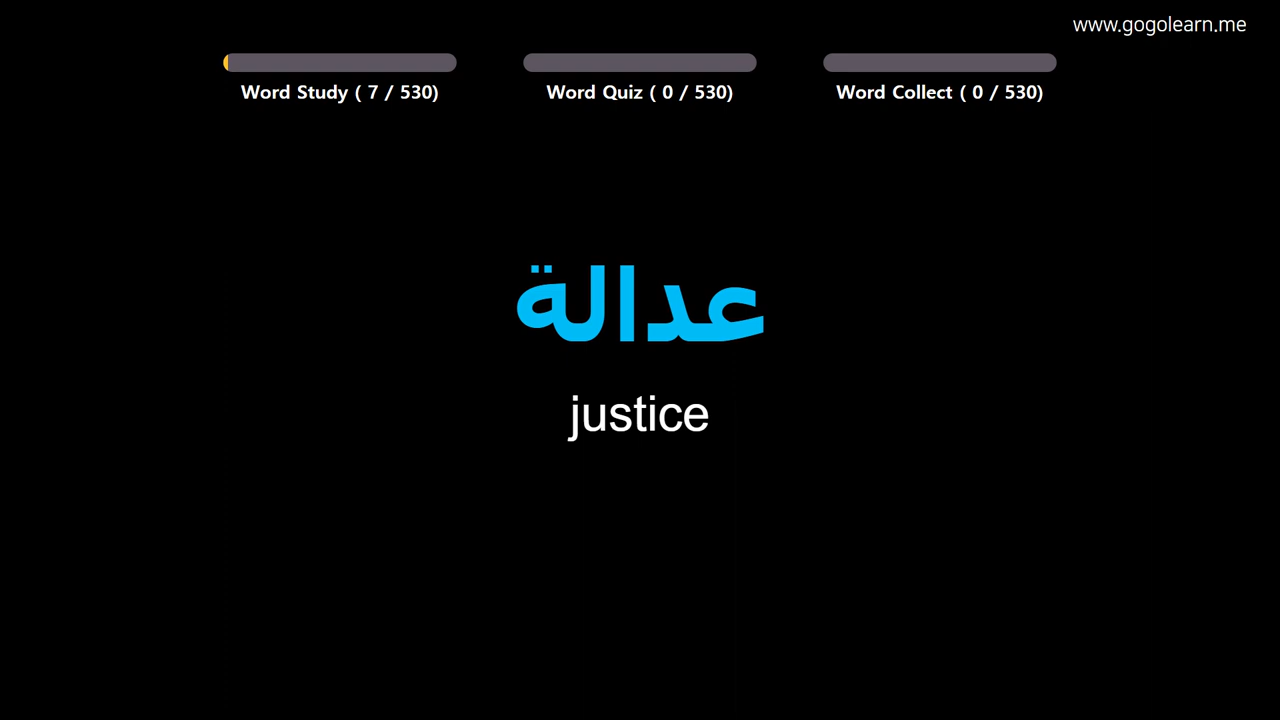 www.gogolearn.me
Word Study ( 7 / 530)
Word Quiz ( 0 / 530)
Word Collect ( 0 / 530)
عدالة
justice